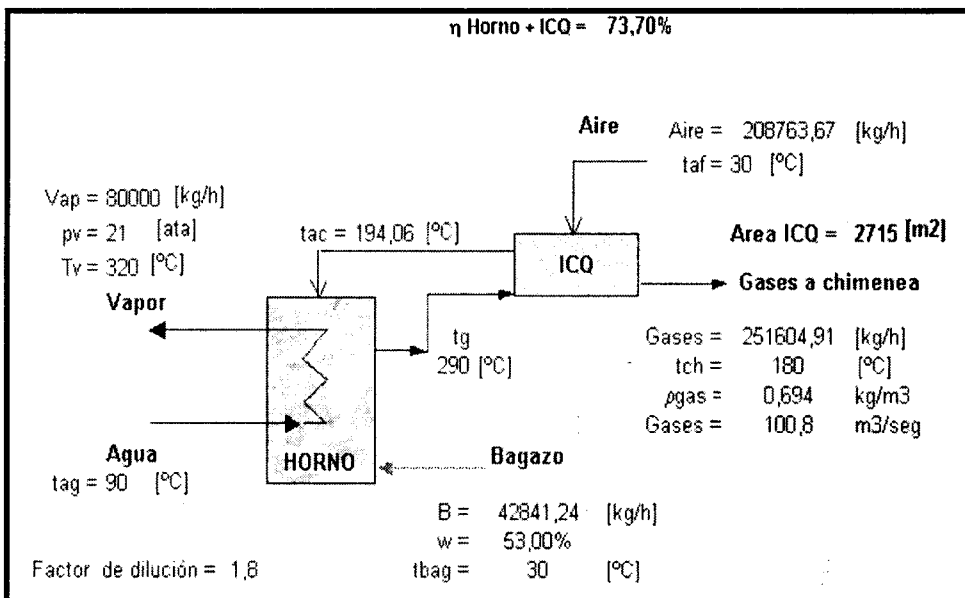 η Horno + ICQ = 73,70%
Aire
Aire = 208763,67 [kg/h]
taf = 30 [ºC]
Vap = 80000 [kg/h]
pv = 21 [ata]
Tv = 320 [ºC]
Vapor
tac = 194,06 [ºC]
ICQ
Area ICQ = 2715 [m2]
Gases a chimenea
tg
290 [ºC]
Gases = 251604,91 [kg/h]
tch = 180 [ºC]
ρgas = 0,694 kg/m3
Gases = 100,8 m3/seg
Agua
tag = 90 [ºC]
HORNO
Bagazo
B = 42841,24 [kg/h]
w = 53,00%
tbag = 30 [ºC]
Factor de dilución = 1,8